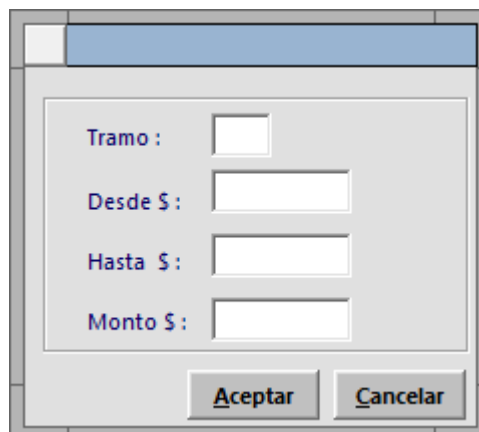 Tramo :
Desde $ :
Hasta $ :
Monto $ :
Aceptar Cancelar